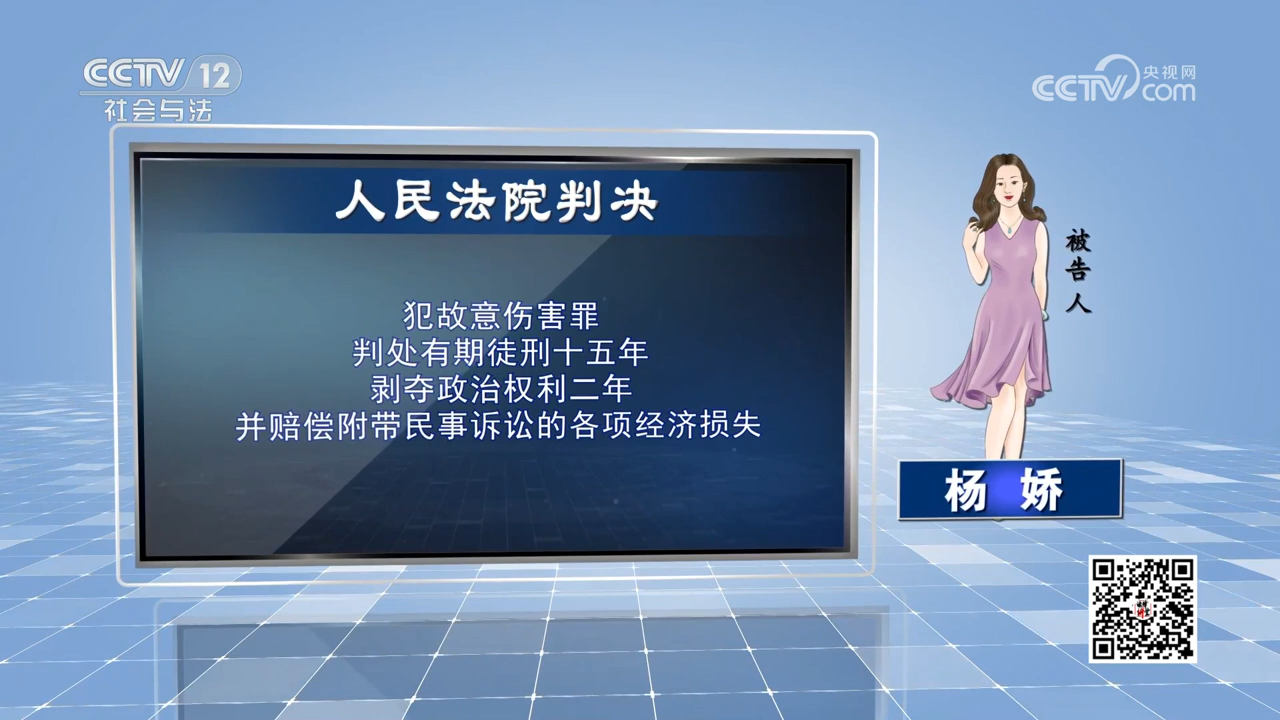 CCTV 12
社会与法
央视网
CCTV com
人民法院判决
犯故意伤害罪
判处有期徒刑十五年
剥夺政治权利二年
并赔偿附带民事诉讼的各项经济损失
被告人
杨 娇